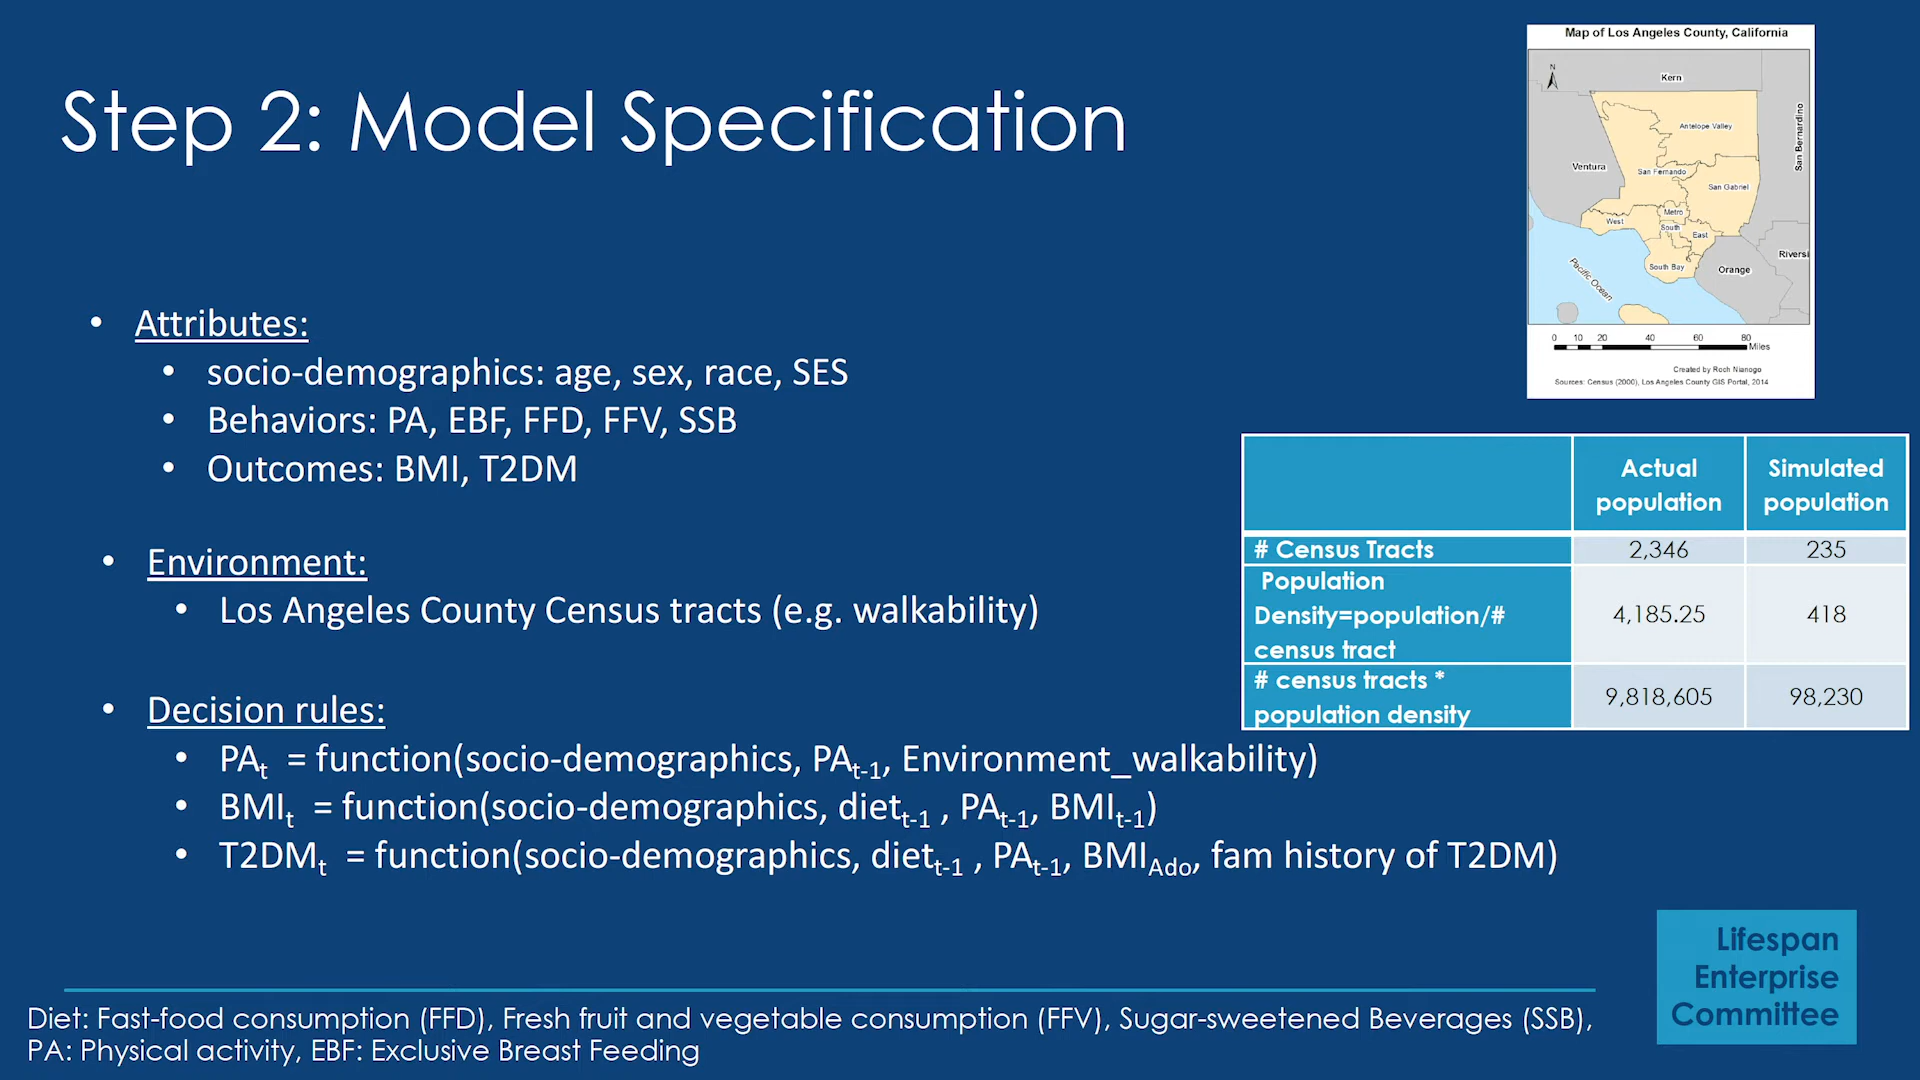 Step 2: Model Specification
• Attributes:
• socio-demographics: age, sex, race, SES
• Behaviors: PA, EBF, FFD, FFV, SSB
• Outcomes: BMI, T2DM
• Environment:
• Los Angeles County Census tracts (e.g. walkability)
• Decision rules:
• PAt = function(socio-demographics, PAt-1, Environment_walkability)
• BMIt = function(socio-demographics, diett-1 , PAt-1, BMIt-1)
• T2DMt = function(socio-demographics, diett-1 , PAt-1, BMIAdo, fam history of T2DM)
Map of Los Angeles County, California
N
Kern
Antelope Valley
San Bernardino
Ventura
San Fernando
San Gabriel
Metro
West
South
East
Riversi
South Bay
Orange
Pacific Ocean
0 10 20 40 60 80
Miles
Created by Roch Nianogo
Sources: Census (2000), Los Angeles County GIS Portal, 2014
Actual population
Simulated population
# Census Tracts 2,346 235
Population
Density=population/# 4,185.25 418
census tract
# census tracts *
population density 9,818,605 98,230
Lifespan
Enterprise
Committee
Diet: Fast-food consumption (FFD), Fresh fruit and vegetable consumption (FFV), Sugar-sweetened Beverages (SSB),
PA: Physical activity, EBF: Exclusive Breast Feeding